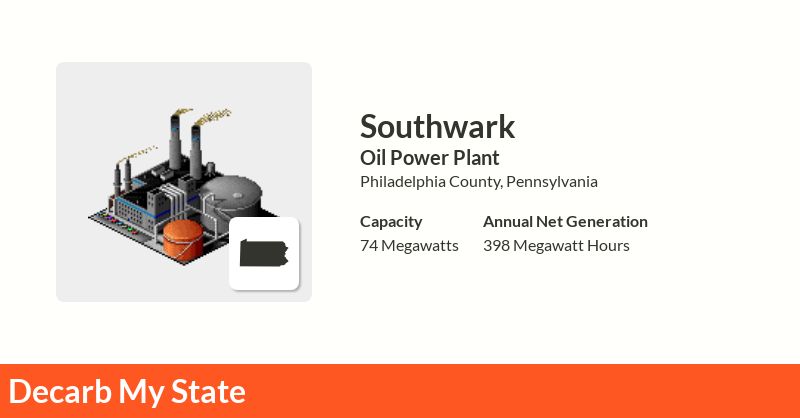 Southwark
Oil Power Plant
Philadelphia County, Pennsylvania
Capacity
74 Megawatts
Annual Net Generation
398 Megawatt Hours
Decarb My State